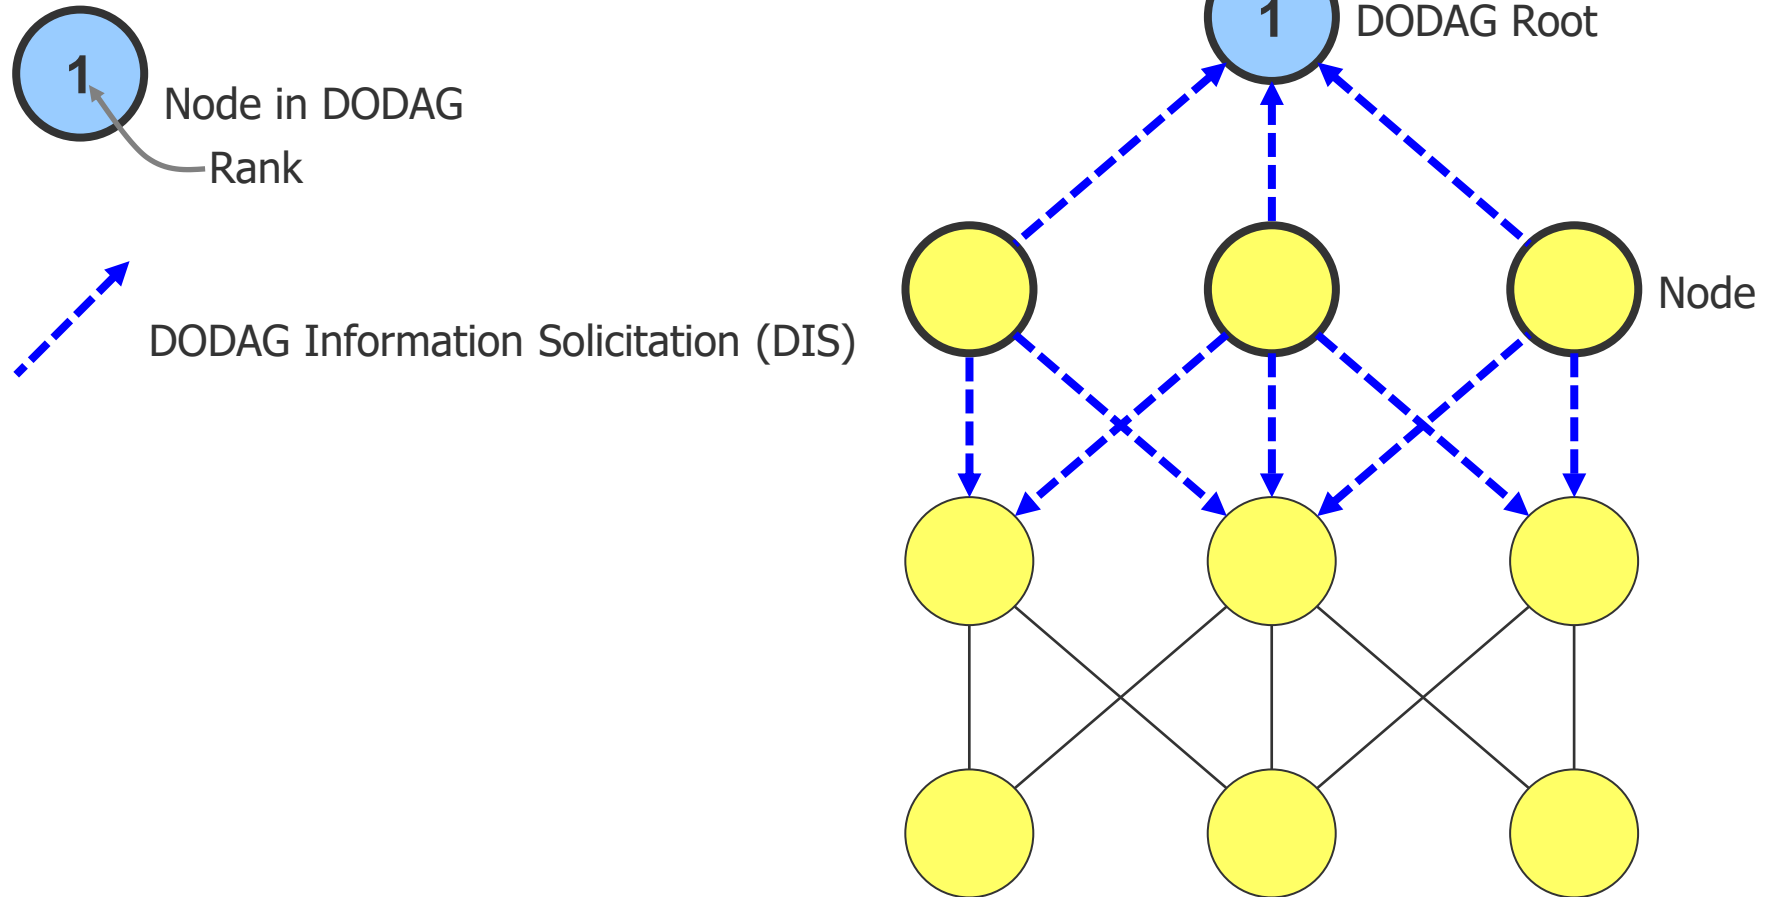 1
DODAG Root
1
Node in DODAG
Rank
Node
DODAG Information Solicitation (DIS)